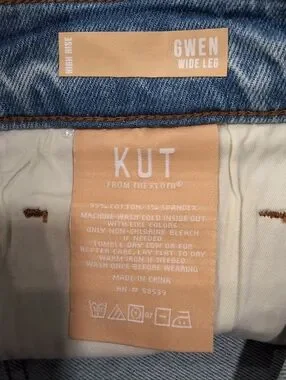 HIGH RISE
GWEN
WIDE LEG
KUT
FROM THE KLOTH®
99% COTTON 1% SPANDEX
MACHINE WASH COLD INSIDE OUT
WITH LIKE COLORS
ONLY NON-CHLORINE BLEACH
IF NEEDED
TUMBLE DRY LOW OR FOR
BETTER CARE, LAY FLAT TO DRY
WARM IRON IF NEEDED
WASH ONCE BEFORE WEARING
MADE IN CHINA
RN #
or